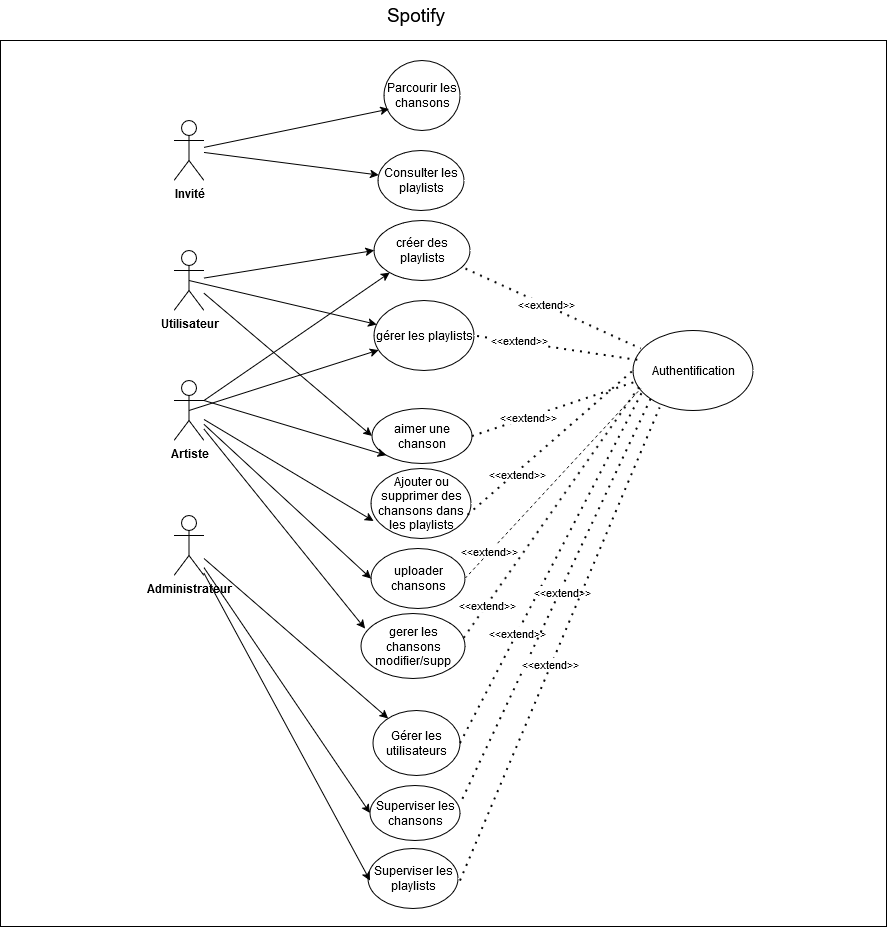 Spotify
Parcourir les
chansons
Invité
Consulter les
playlists
créer des
playlists
Utilisateur
<<extend>>
gérer les playlists
<<extend>>
Authentification
Artiste
aimer une
chanson
<<extend>>
Ajouter ou
supprimer des
chansons dans
les playlists
<<extend>>
Administrateur
uploader
chansons
<<extend>>
gerer les
chansons
modifier/supp
<<extend>>
<<extend>>
<<extend>>
<<extend>>
Gérer les
utilisateurs
Superviser les
chansons
Superviser les
playlists